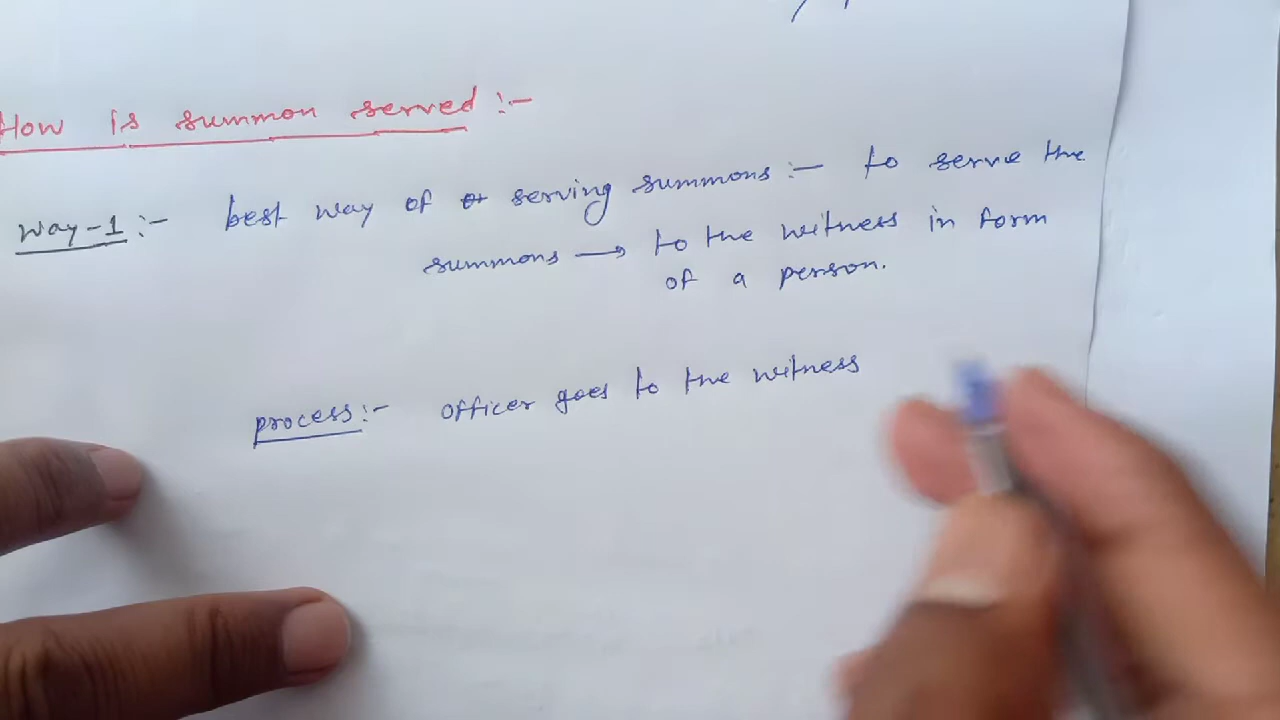 How is summon served :-
Way-1 :- best way of serving summons :- to serve the
summons → to the witness in form
of a person.
process :- officer goes to the witness